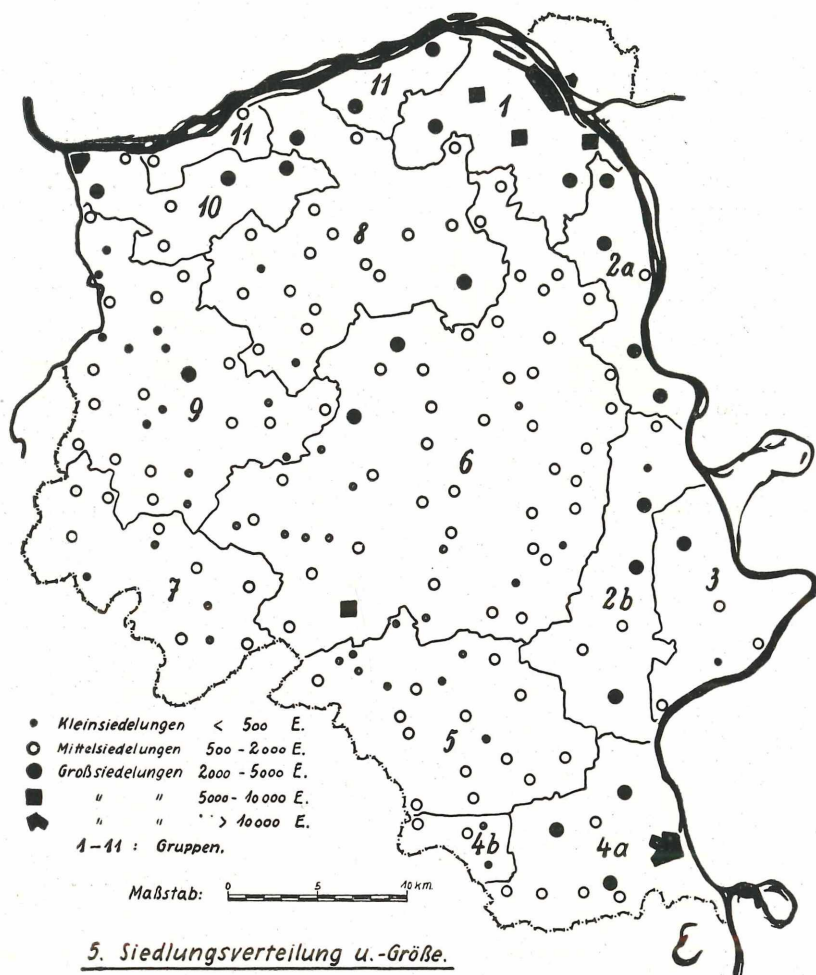 11
1
11
10
8
2a
9
6
7
2b
3
5
4b
4a
• Kleinsiedelungen < 500 E.
○ Mittelsiedelungen 500 - 2000 E.
● Großsiedelungen 2000 - 5000 E.
■ " " 5000 - 10000 E.
" " > 10000 E.
1-11 : Gruppen.
Maßstab: 0 5 10 km.
5. Siedlungsverteilung u.-Größe.